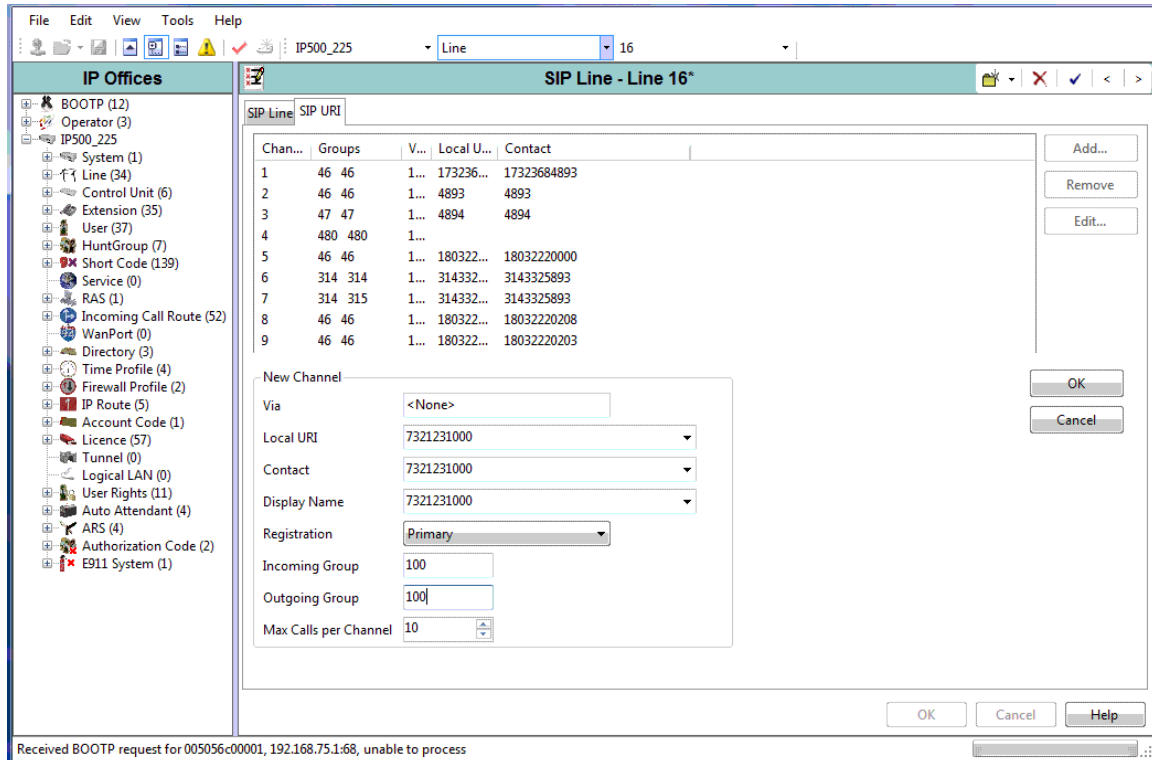 File Edit View Tools Help
IP500_225 Line 16
IP Offices
BOOTP (12)
Operator (3)
IP500_225
System (1)
Line (34)
Control Unit (6)
Extension (35)
User (37)
HuntGroup (7)
Short Code (139)
Service (0)
RAS (1)
Incoming Call Route (52)
WanPort (0)
Directory (3)
Time Profile (4)
Firewall Profile (2)
IP Route (5)
Account Code (1)
Licence (57)
Tunnel (0)
Logical LAN (0)
User Rights (11)
Auto Attendant (4)
ARS (4)
Authorization Code (2)
E911 System (1)
SIP Line - Line 16*
SIP Line SIP URI
Chan... Groups V... Local U... Contact
1 46 46 1... 173236... 17323684893
2 46 46 1... 4893 4893
3 47 47 1... 4894 4894
4 480 480 1...
5 46 46 1... 180322... 18032220000
6 314 314 1... 314332... 3143325893
7 314 315 1... 314332... 3143325893
8 46 46 1... 180322... 18032220208
9 46 46 1... 180322... 18032220203
Add...
Remove
Edit...
New Channel
Via <None>
Local URI 7321231000
Contact 7321231000
Display Name 7321231000
Registration Primary
Incoming Group 100
Outgoing Group 100
Max Calls per Channel 10
OK
Cancel
OK Cancel Help
Received BOOTP request for 005056c00001, 192.168.75.1:68, unable to process